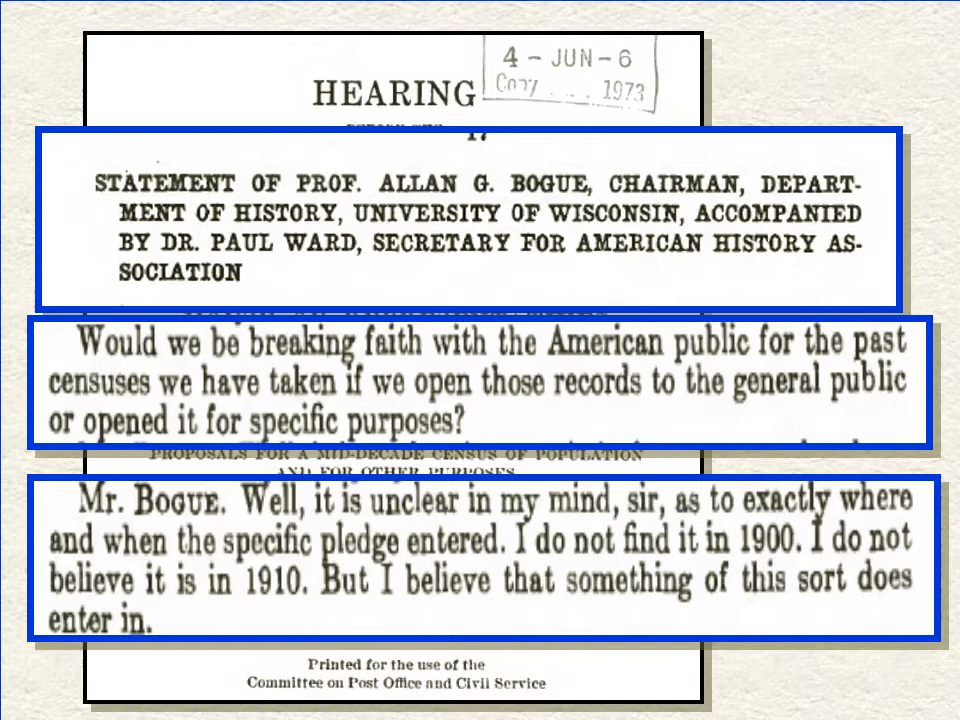 4 - JUN - 6
HEARING
Copy 1973
STATEMENT OF PROF. ALLAN G. BOGUE, CHAIRMAN, DEPART-
MENT OF HISTORY, UNIVERSITY OF WISCONSIN, ACCOMPANIED
BY DR. PAUL WARD, SECRETARY FOR AMERICAN HISTORY AS-
SOCIATION
Would we be breaking faith with the American public for the past
censuses we have taken if we open those records to the general public
or opened it for specific purposes?
PROPOSALS FOR A MID-DECADE CENSUS OF POPULATION
AND FOR OTHER PURPOSES
Mr. BOGUE. Well, it is unclear in my mind, sir, as to exactly where
and when the specific pledge entered. I do not find it in 1900. I do not
believe it is in 1910. But I believe that something of this sort does
enter in.
Printed for the use of the
Committee on Post Office and Civil Service